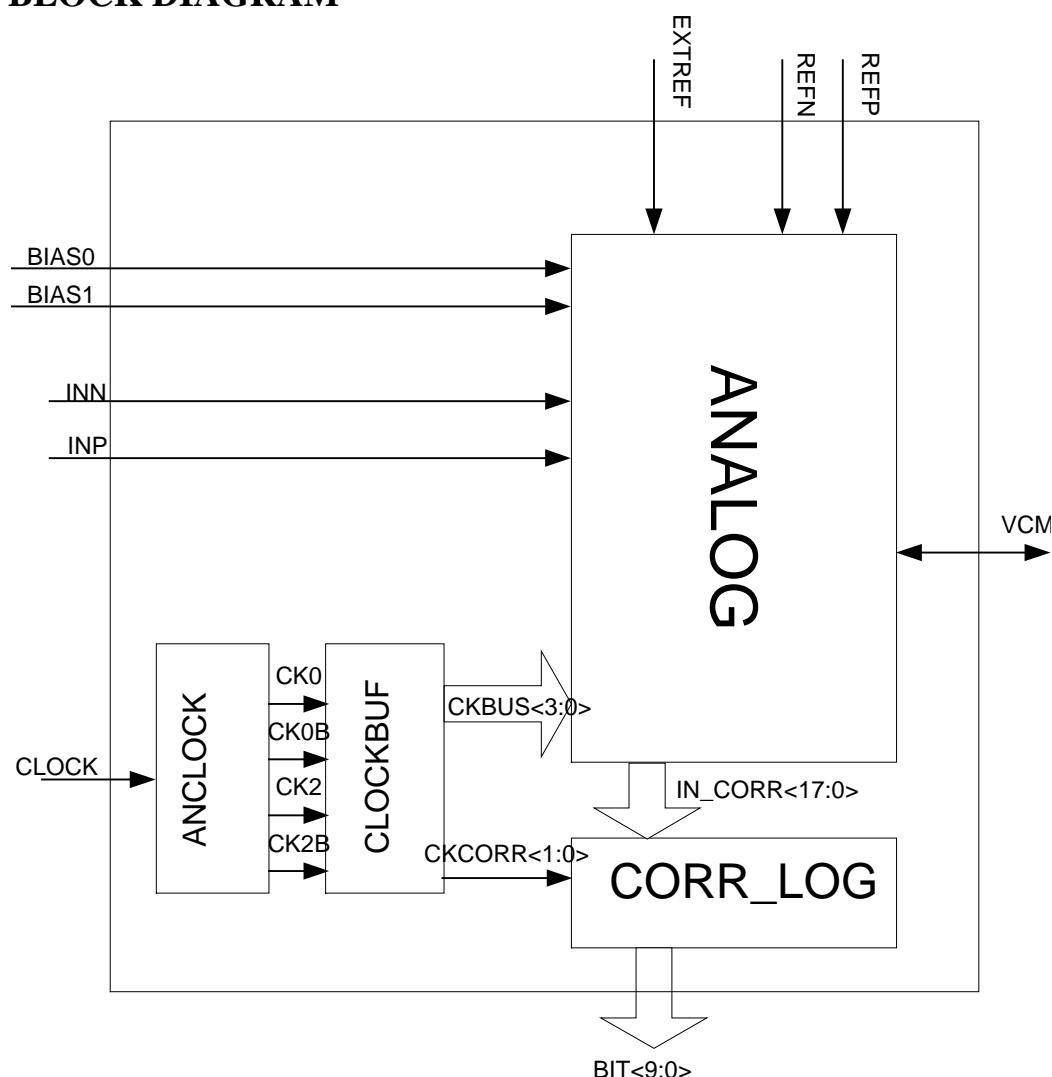 BLOCK DIAGRAM
EXTREF
REFN
REFP
BIAS0
BIAS1
INN
INP
ANALOG
VCM
CLOCK
ANCLOCK
CK0
CK0B
CK2
CK2B
CLOCKBUF
CKBUS<3:0>
IN_CORR<17:0>
CKCORR<1:0>
CORR_LOG
BIT<9:0>